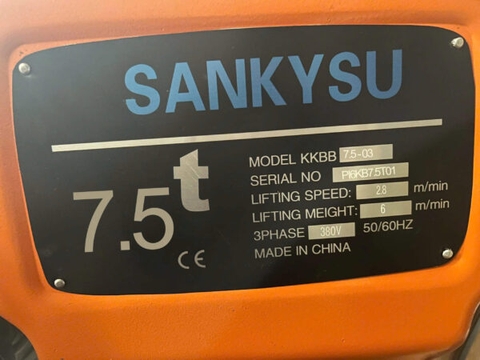 SANKYSU
7.5t
CE
MODEL KKBB 7.5-03
SERIAL NO PI6KB7.5T01
LIFTING SPEED: 2.8 m/min
LIFTING MEIGHT: 6 m/min
3PHASE 380V 50/60HZ
MADE IN CHINA